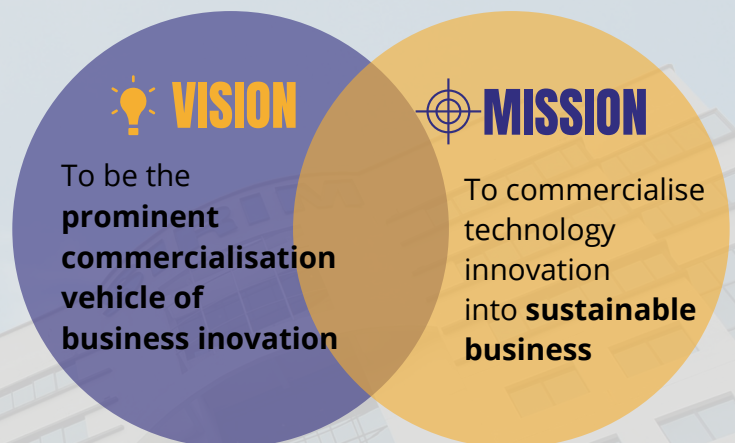 VISION
To be the
prominent
commercialisation
vehicle of
business inovation
MISSION
To commercialise
technology
innovation
into sustainable
business